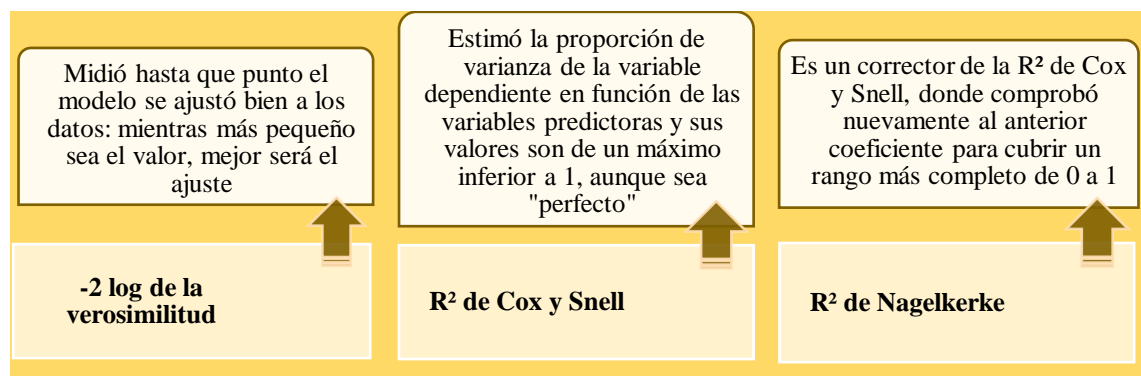 Midió hasta que punto el
modelo se ajustó bien a los
datos: mientras más pequeño
sea el valor, mejor será el
ajuste
-2 log de la
verosimilitud
Estimó la proporción de
varianza de la variable
dependiente en función de las
variables predictoras y sus
valores son de un máximo
inferior a 1, aunque sea
"perfecto"
R² de Cox y Snell
Es un corrector de la R² de Cox
y Snell, donde comprobó
nuevamente al anterior
coeficiente para cubrir un
rango más completo de 0 a 1
R² de Nagelkerke